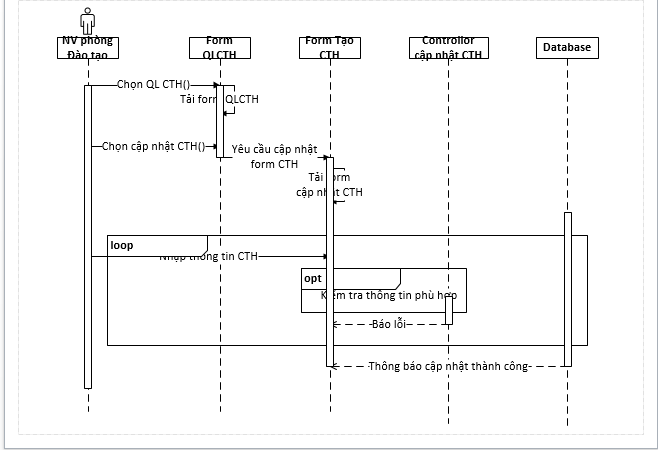 NV phòng
Đào tạo
Form
QLCTH
Form Tạo
CTH
Controllor
cập nhật CTH
Database
Chọn QL CTH()
Tải form QLCTH
Chọn cập nhật CTH()
Yêu cầu cập nhật
form CTH
Tải form
cập nhật CTH
loop
Nhập thông tin CTH
opt
Kiểm tra thông tin phù hợp
Báo lỗi
Thông báo cập nhật thành công